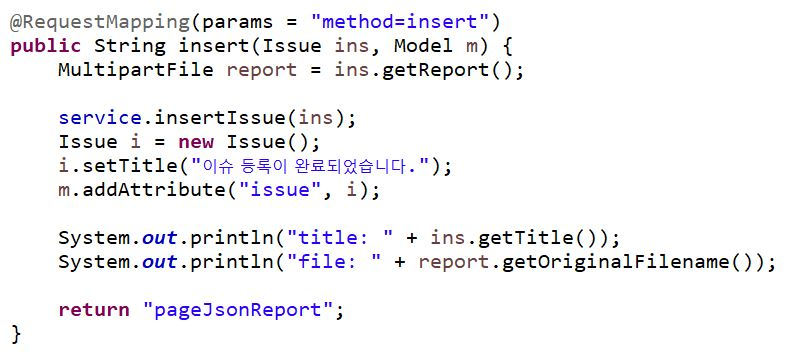 @RequestMapping(params = "method=insert")
public String insert(Issue ins, Model m) {
    MultipartFile report = ins.getReport();

    service.insertIssue(ins);
    Issue i = new Issue();
    i.setTitle("이슈 등록이 완료되었습니다.");
    m.addAttribute("issue", i);

    System.out.println("title: " + ins.getTitle());
    System.out.println("file: " + report.getOriginalFilename());

    return "pageJsonReport";
}